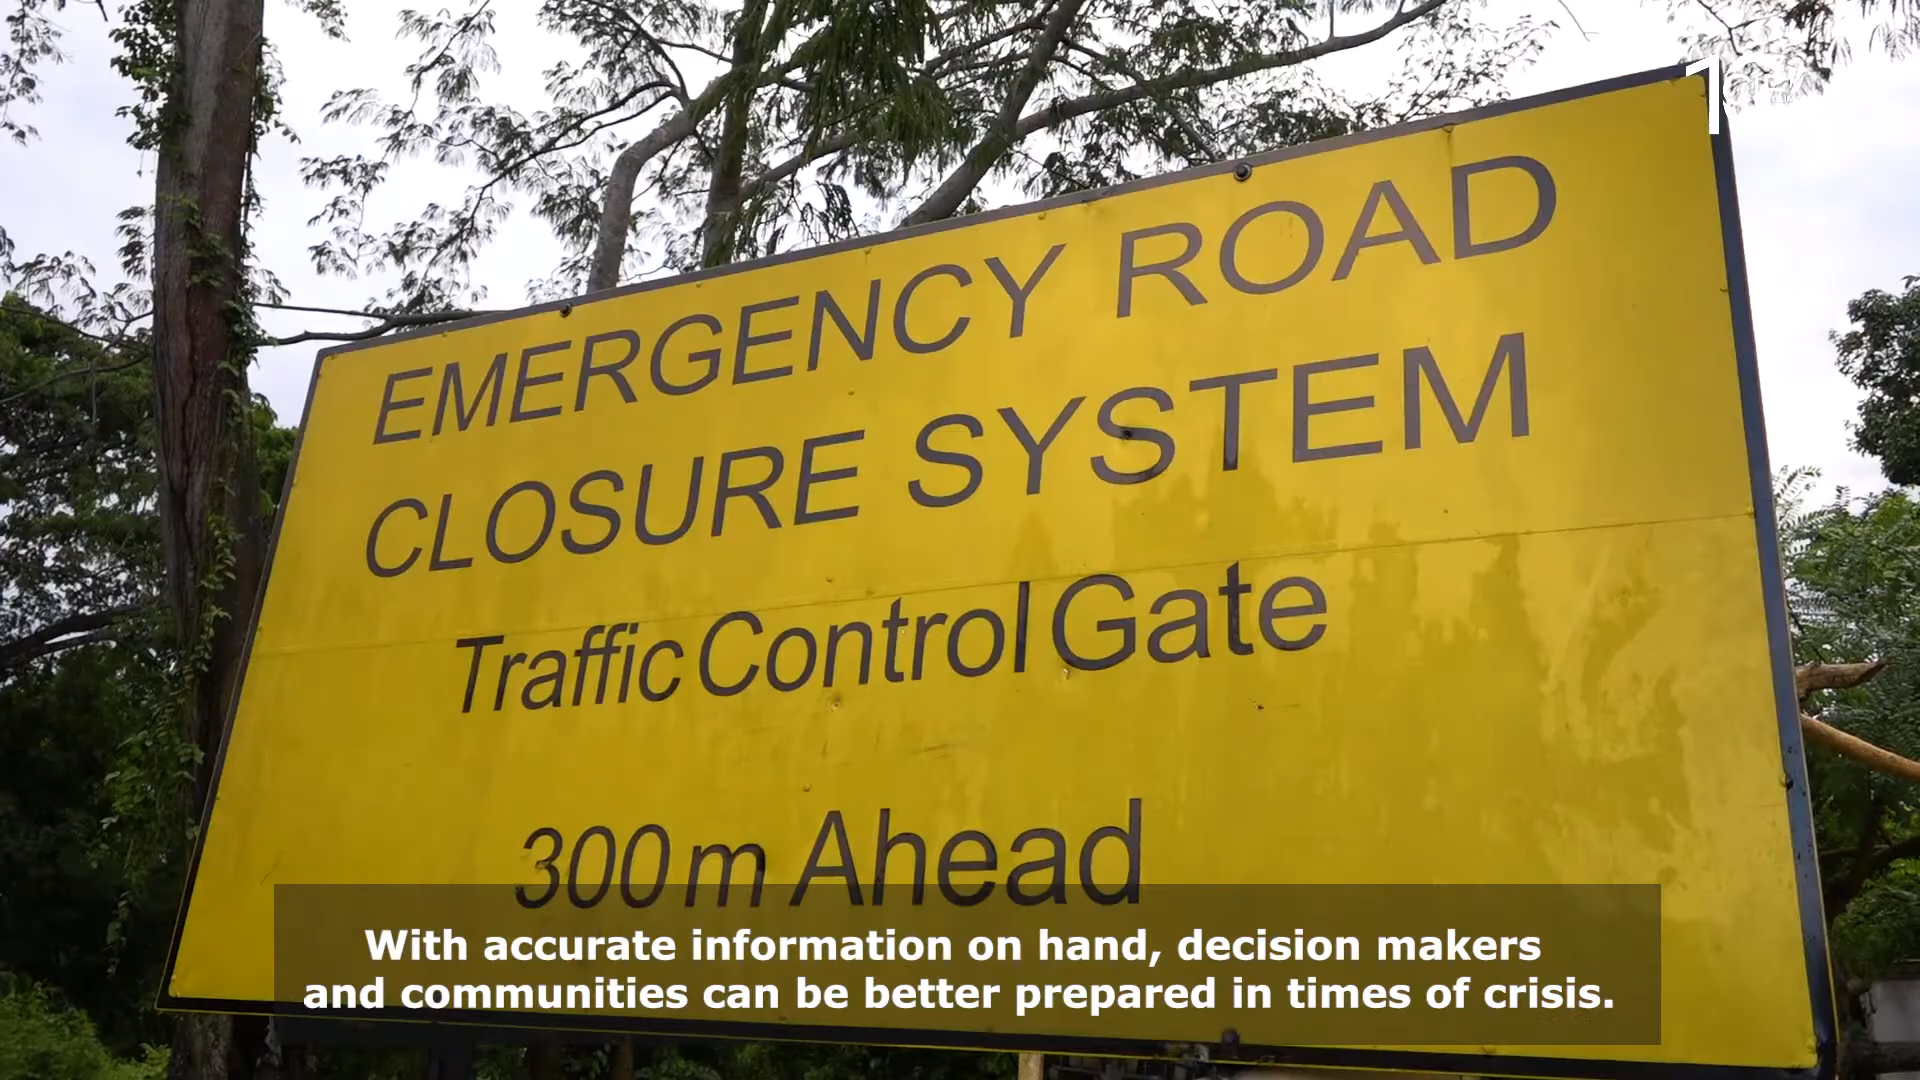 EMERGENCY ROAD
CLOSURE SYSTEM
Traffic Control Gate
300m Ahead
With accurate information on hand, decision makers
and communities can be better prepared in times of crisis.